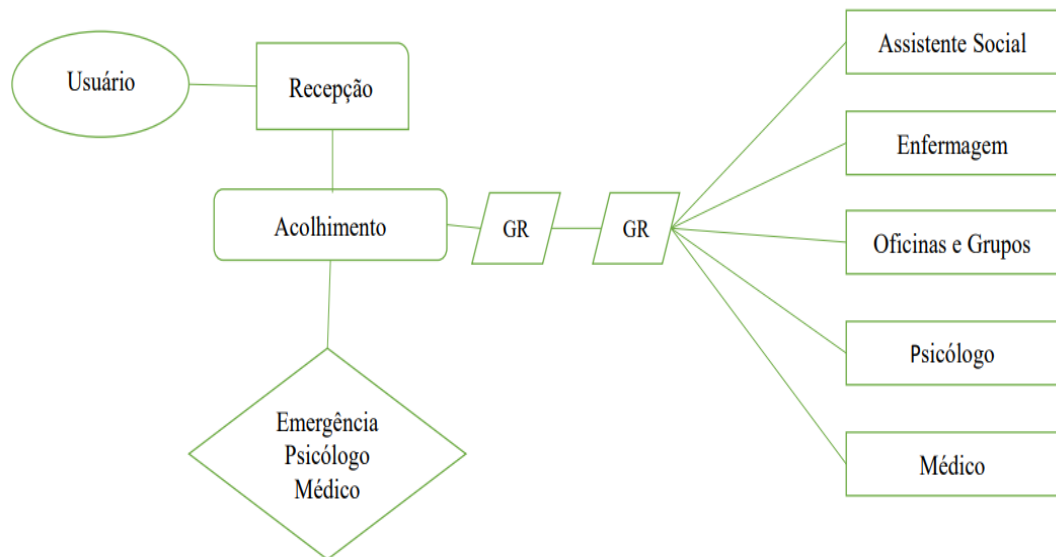 Usuário
Recepção
Assistente Social
Enfermagem
Acolhimento
GR
GR
Oficinas e Grupos
Psicólogo
Médico
Emergência
Psicólogo
Médico